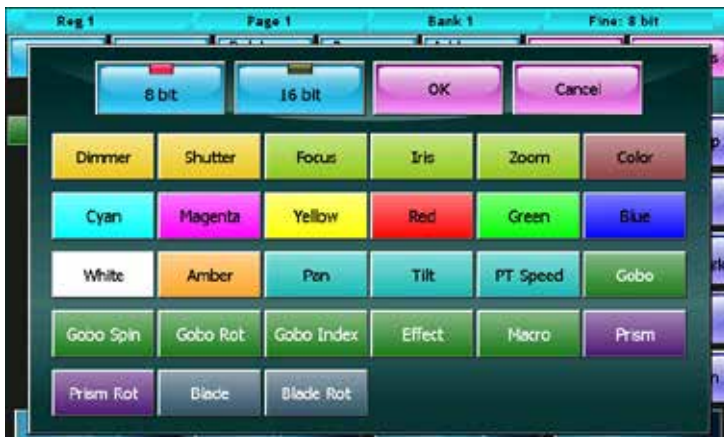 Reg 1 Page 1 Bank 1 Fine: 8 bit
8 bit 16 bit OK Cancel
Dimmer Shutter Focus Iris Zoom Color
Cyan Magenta Yellow Red Green Blue
White Amber Pan Tilt PT Speed Gobo
Gobo Spin Gobo Rot Gobo Index Effect Macro Prism
Prism Rot Blade Blade Rot